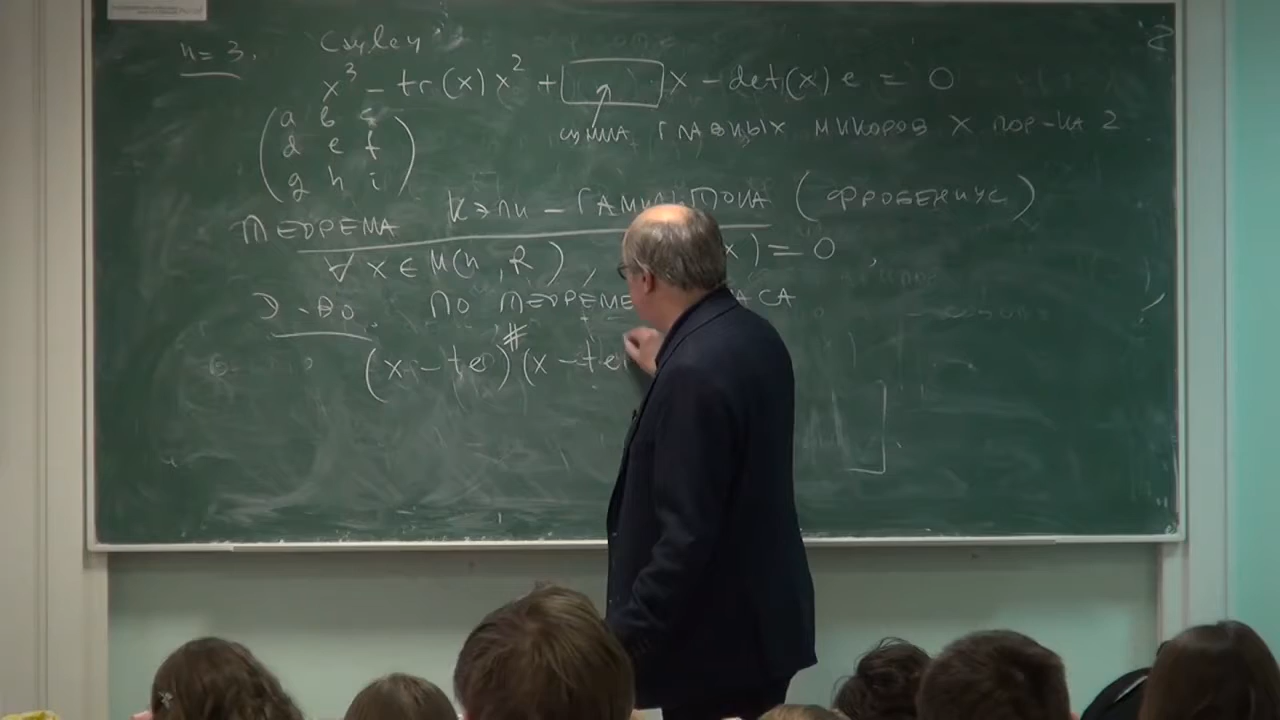 n = 3. Cayley
x³ - tr(x)x² + x - det(x)e = 0
сумма главных миноров x пор-ка 2
a b c
d e f
g h i
Теорема Кэли - Гамильтона (Фробениус)
∀ x ∈ M(n, R), x) = 0,
Д-во. По теореме
(x - te)^# (x - te